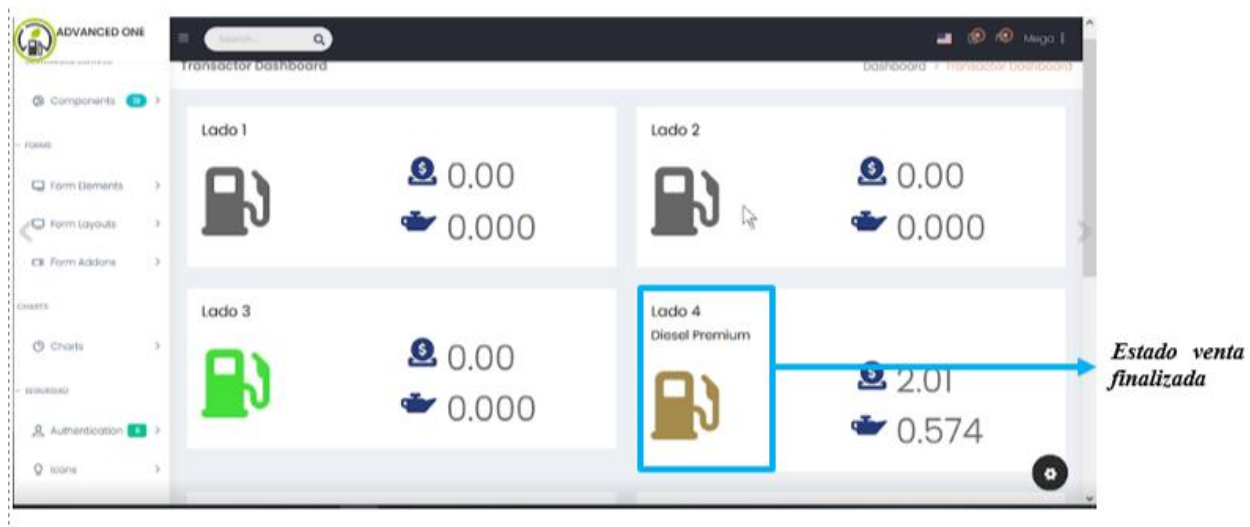 ADVANCED ONE
Search...
Mega
Transactor Dashboard
Dashboard > Transactor Dashboard
Components
FORMS
Form Elements
Form Layouts
Form Addons
CHARTS
Charts
SEGURIDAD
Authentication
Icons
Lado 1
0.00
0.000
Lado 2
0.00
0.000
Lado 3
0.00
0.000
Lado 4
Diesel Premium
2.01
0.574
Estado venta
finalizada